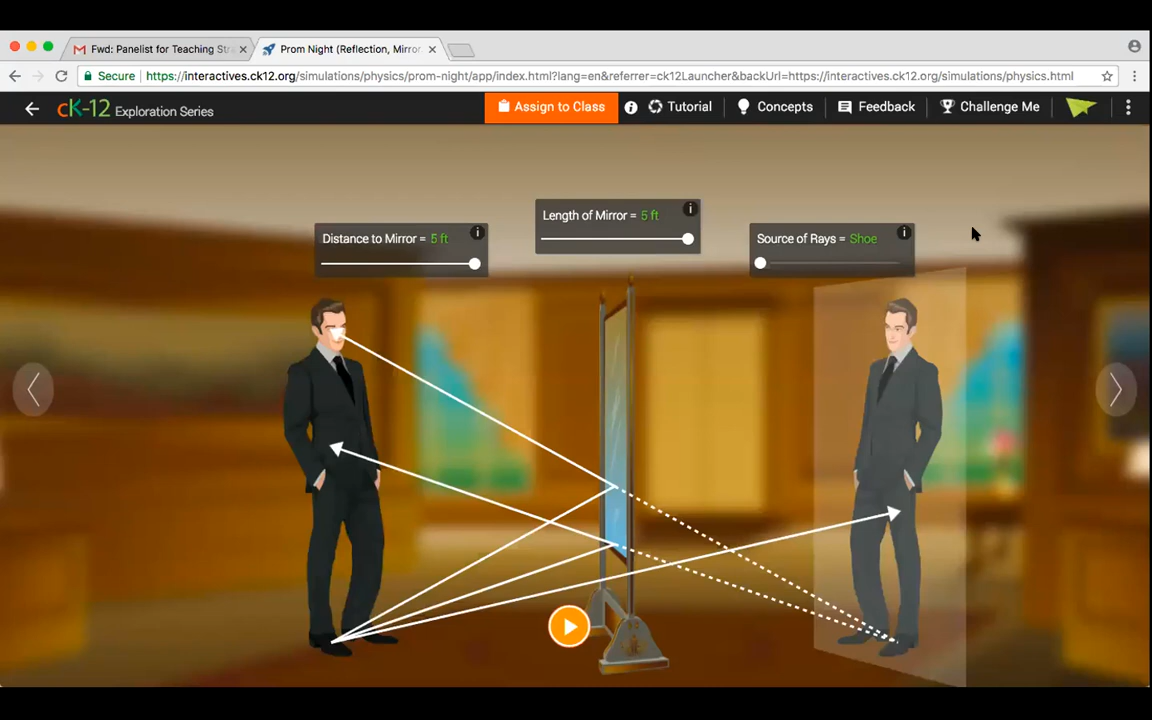 Fwd: Panelist for Teaching Str
Prom Night (Reflection, Mirror,
Secure
https://interactives.ck12.org/simulations/physics/prom-night/app/index.html?lang=en&referrer=ck12Launcher&backUrl=https://interactives.ck12.org/simulations/physics.html
cK-12 Exploration Series
Assign to Class
Tutorial
Concepts
Feedback
Challenge Me
Distance to Mirror = 5 ft
Length of Mirror = 5 ft
Source of Rays = Shoe